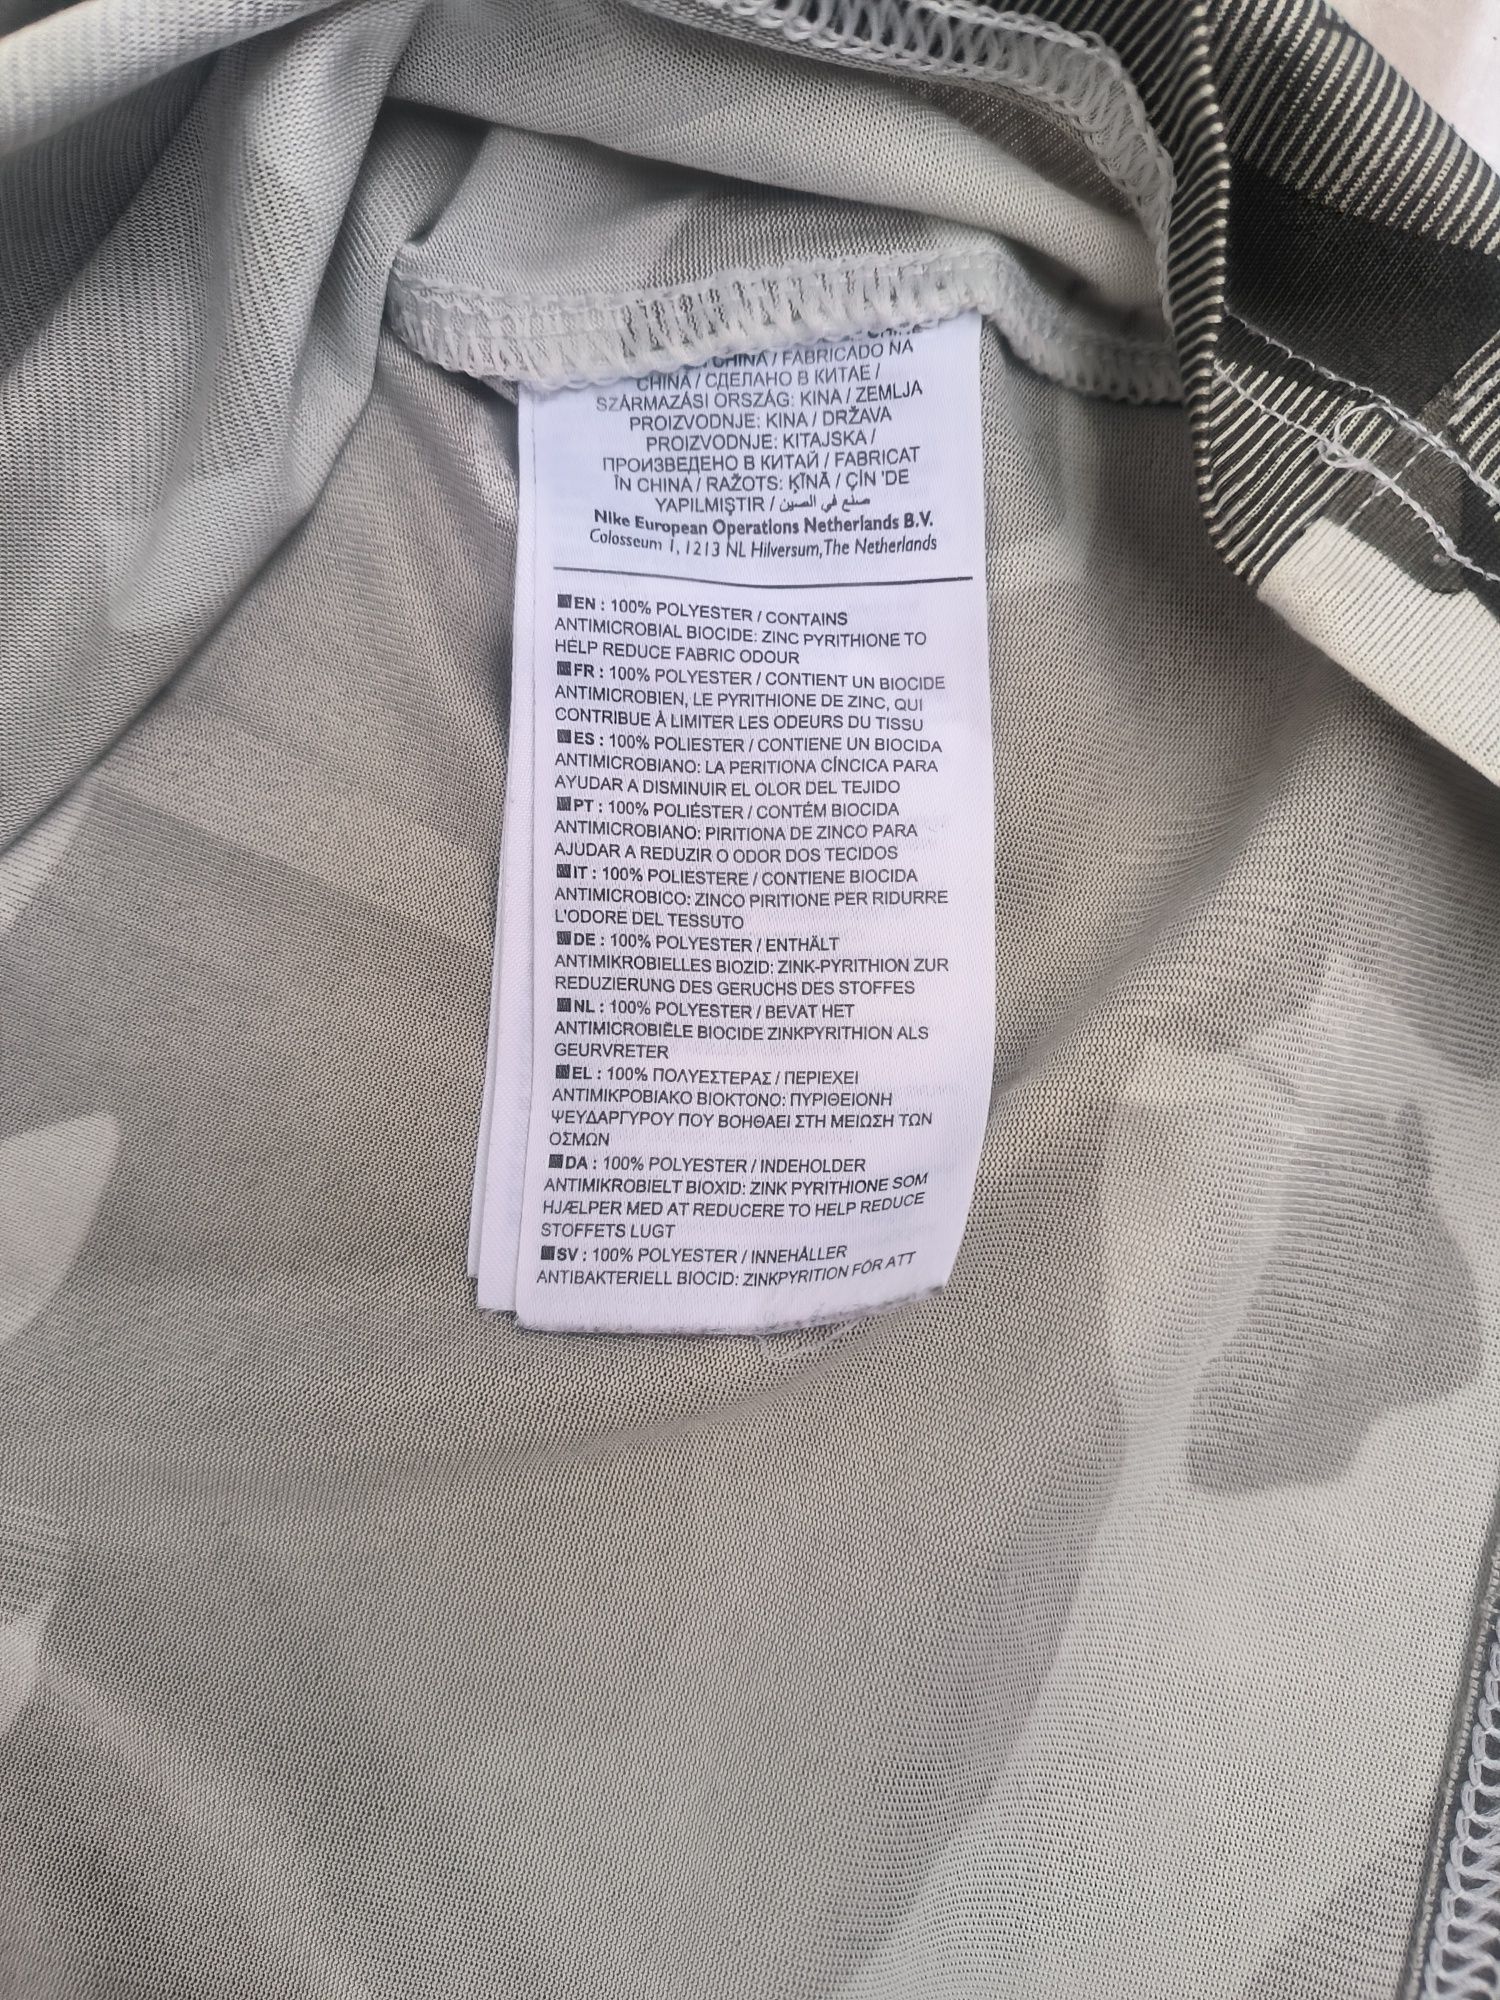 CHINA / FABRICADO NA
CHINA / СДЕЛАНО В КИТАЕ /
SZÁRMAZÁSI ORSZÁG: KINA / ZEMLJA
PROIZVODNJE: KINA / DRŽAVA
PROIZVODNJE: KITAJSKA /
ПРОИЗВЕДЕНО В КИТАЙ / FABRICAT
ÎN CHINA / RAŽOTS: ĶĪNĀ / ÇİN 'DE
YAPILMIŞTIR / صنع في الصين
Nike European Operations Netherlands B.V.
Colosseum 1, 1213 NL Hilversum, The Netherlands
EN : 100% POLYESTER / CONTAINS
ANTIMICROBIAL BIOCIDE: ZINC PYRITHIONE TO
HELP REDUCE FABRIC ODOUR
FR : 100% POLYESTER / CONTIENT UN BIOCIDE
ANTIMICROBIEN, LE PYRITHIONE DE ZINC, QUI
CONTRIBUE À LIMITER LES ODEURS DU TISSU
ES : 100% POLIESTER / CONTIENE UN BIOCIDA
ANTIMICROBIANO: LA PERITIONA CÍNCICA PARA
AYUDAR A DISMINUIR EL OLOR DEL TEJIDO
PT : 100% POLIÉSTER / CONTÉM BIOCIDA
ANTIMICROBIANO: PIRITIONA DE ZINCO PARA
AJUDAR A REDUZIR O ODOR DOS TECIDOS
IT : 100% POLIESTERE / CONTIENE BIOCIDA
ANTIMICROBICO: ZINCO PIRITIONE PER RIDURRE
L'ODORE DEL TESSUTO
DE : 100% POLYESTER / ENTHÄLT
ANTIMIKROBIELLES BIOZID: ZINK-PYRITHION ZUR
REDUZIERUNG DES GERUCHS DES STOFFES
NL : 100% POLYESTER / BEVAT HET
ANTIMICROBIËLE BIOCIDE ZINKPYRITHION ALS
GEURVRETER
EL : 100% ΠΟΛΥΕΣΤΕΡΑΣ / ΠΕΡΙΕΧΕΙ
ΑΝΤΙΜΙΚΡΟΒΙΑΚΟ ΒΙΟΚΤΟΝΟ: ΠΥΡΙΘΕΙΟΝΗ
ΨΕΥΔΑΡΓΥΡΟΥ ΠΟΥ ΒΟΗΘΑΕΙ ΣΤΗ ΜΕΙΩΣΗ ΤΩΝ
ΟΣΜΩΝ
DA : 100% POLYESTER / INDEHOLDER
ANTIMIKROBIELT BIOXID: ZINK PYRITHIONE SOM
HJÆLPER MED AT REDUCERE TO HELP REDUCE
STOFFETS LUGT
SV : 100% POLYESTER / INNEHÅLLER
ANTIBAKTERIELL BIOCID: ZINKPYRITION FÖR ATT